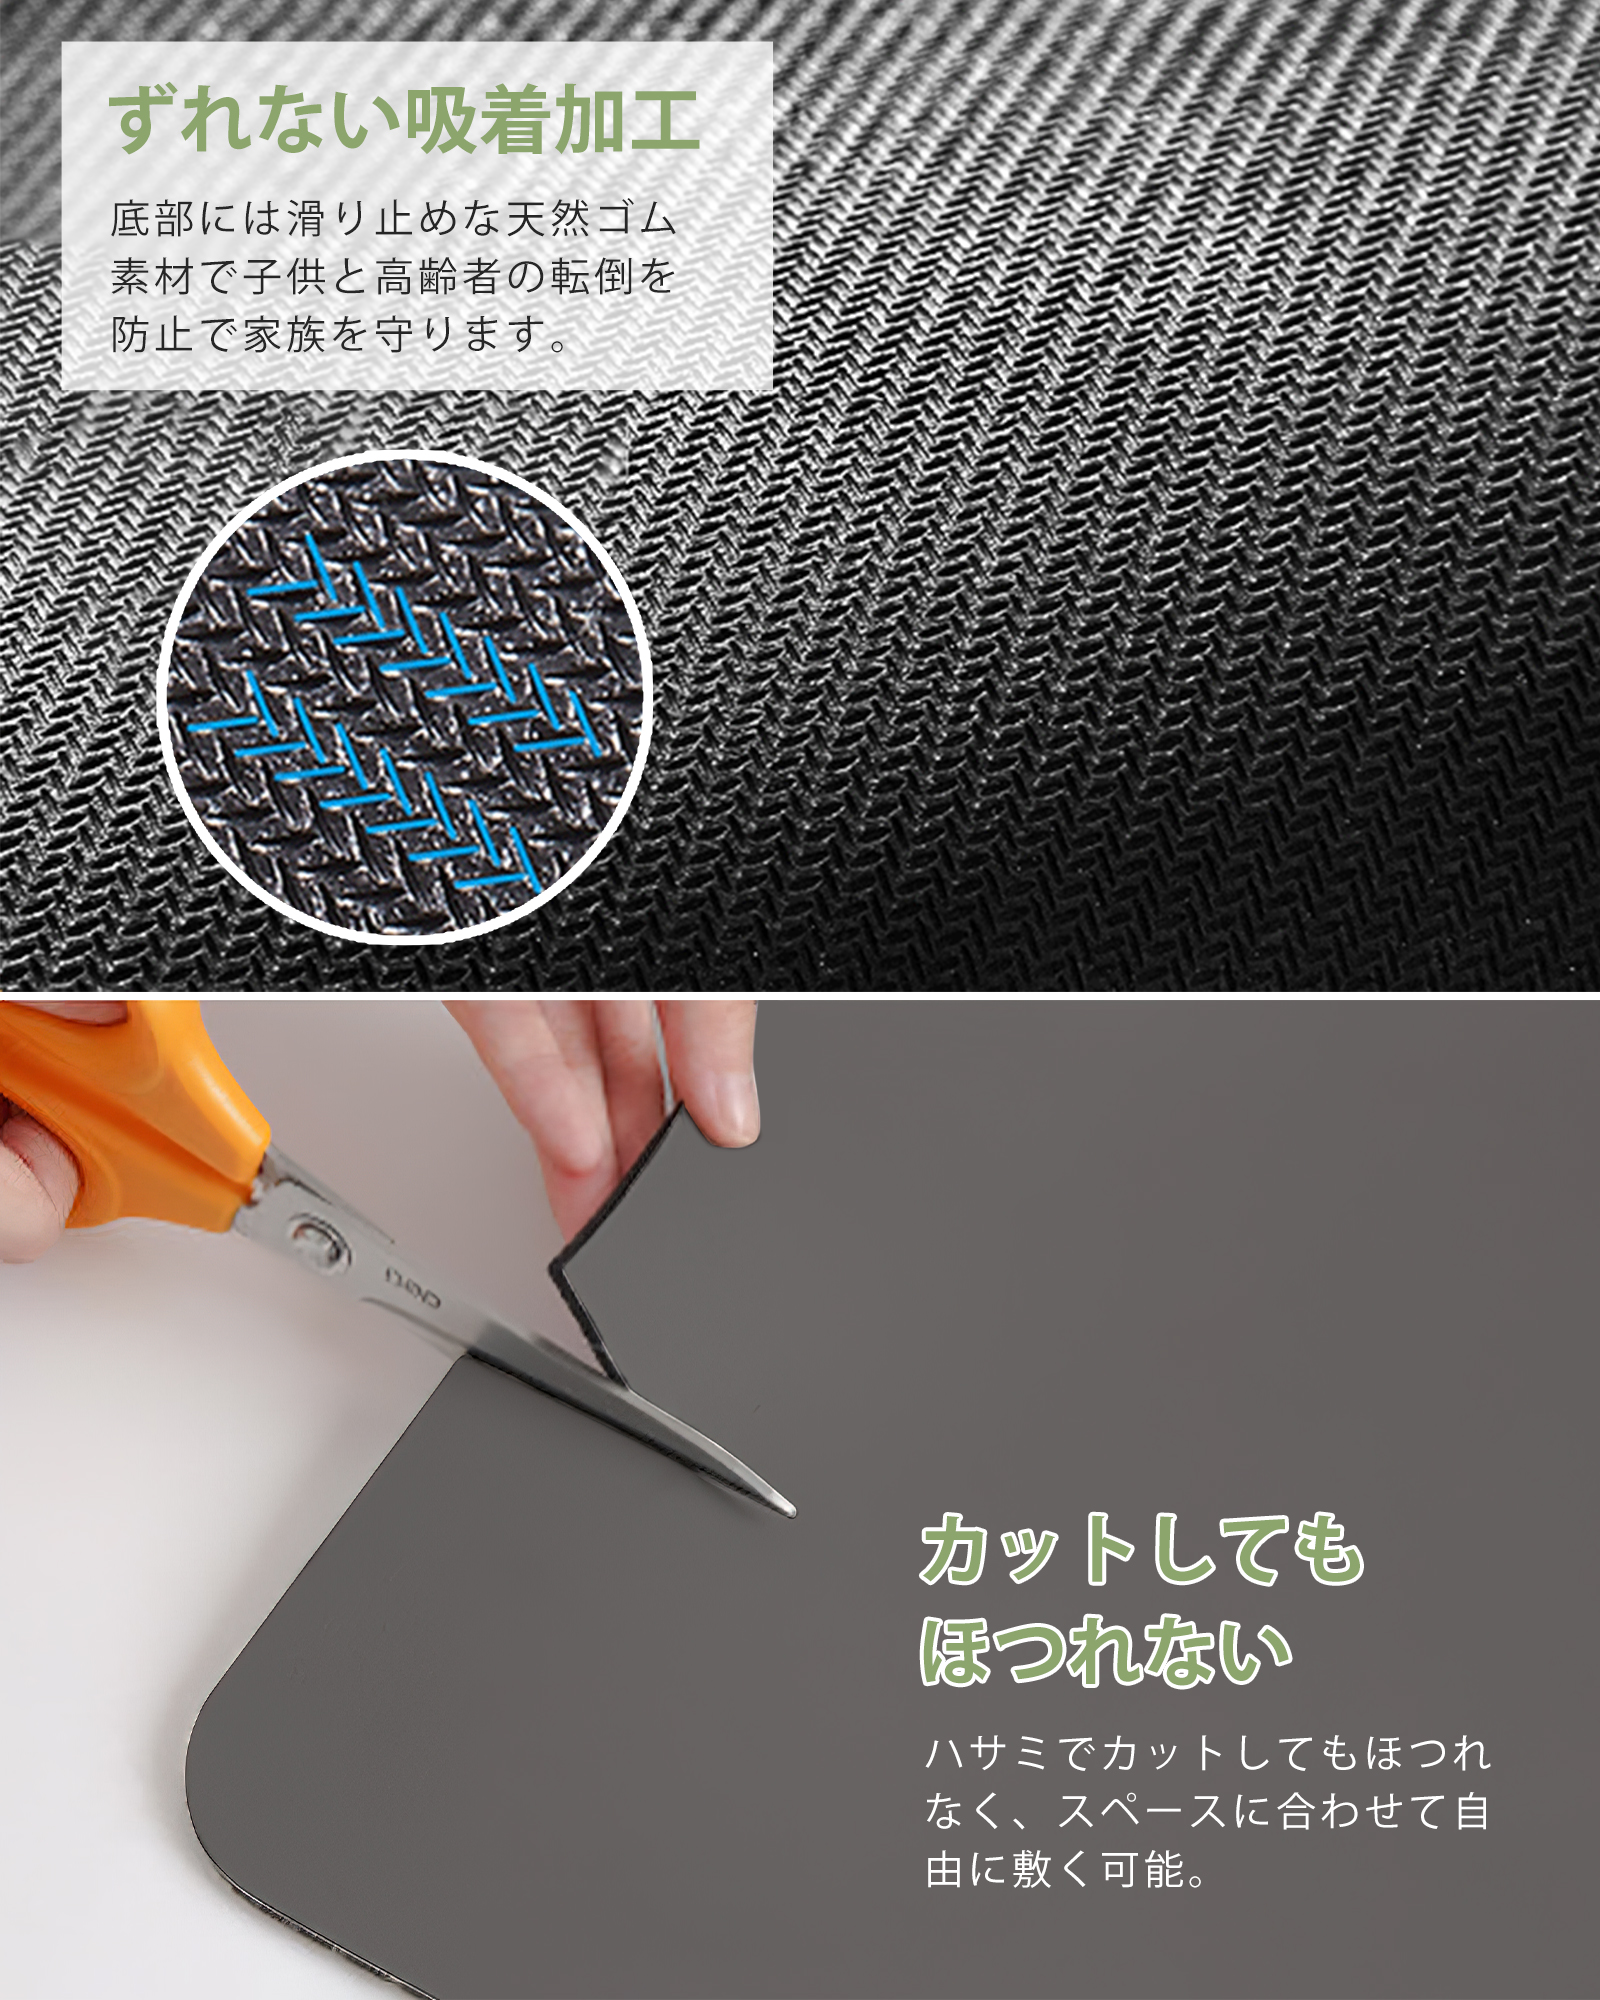 ずれない吸着加工
底部には滑り止めな天然ゴム
素材で子供と高齢者の転倒を
防止で家族を守ります。
deli
カットしても
ほつれない
ハサミでカットしてもほつれ
なく、スペースに合わせて自
由に敷く可能。